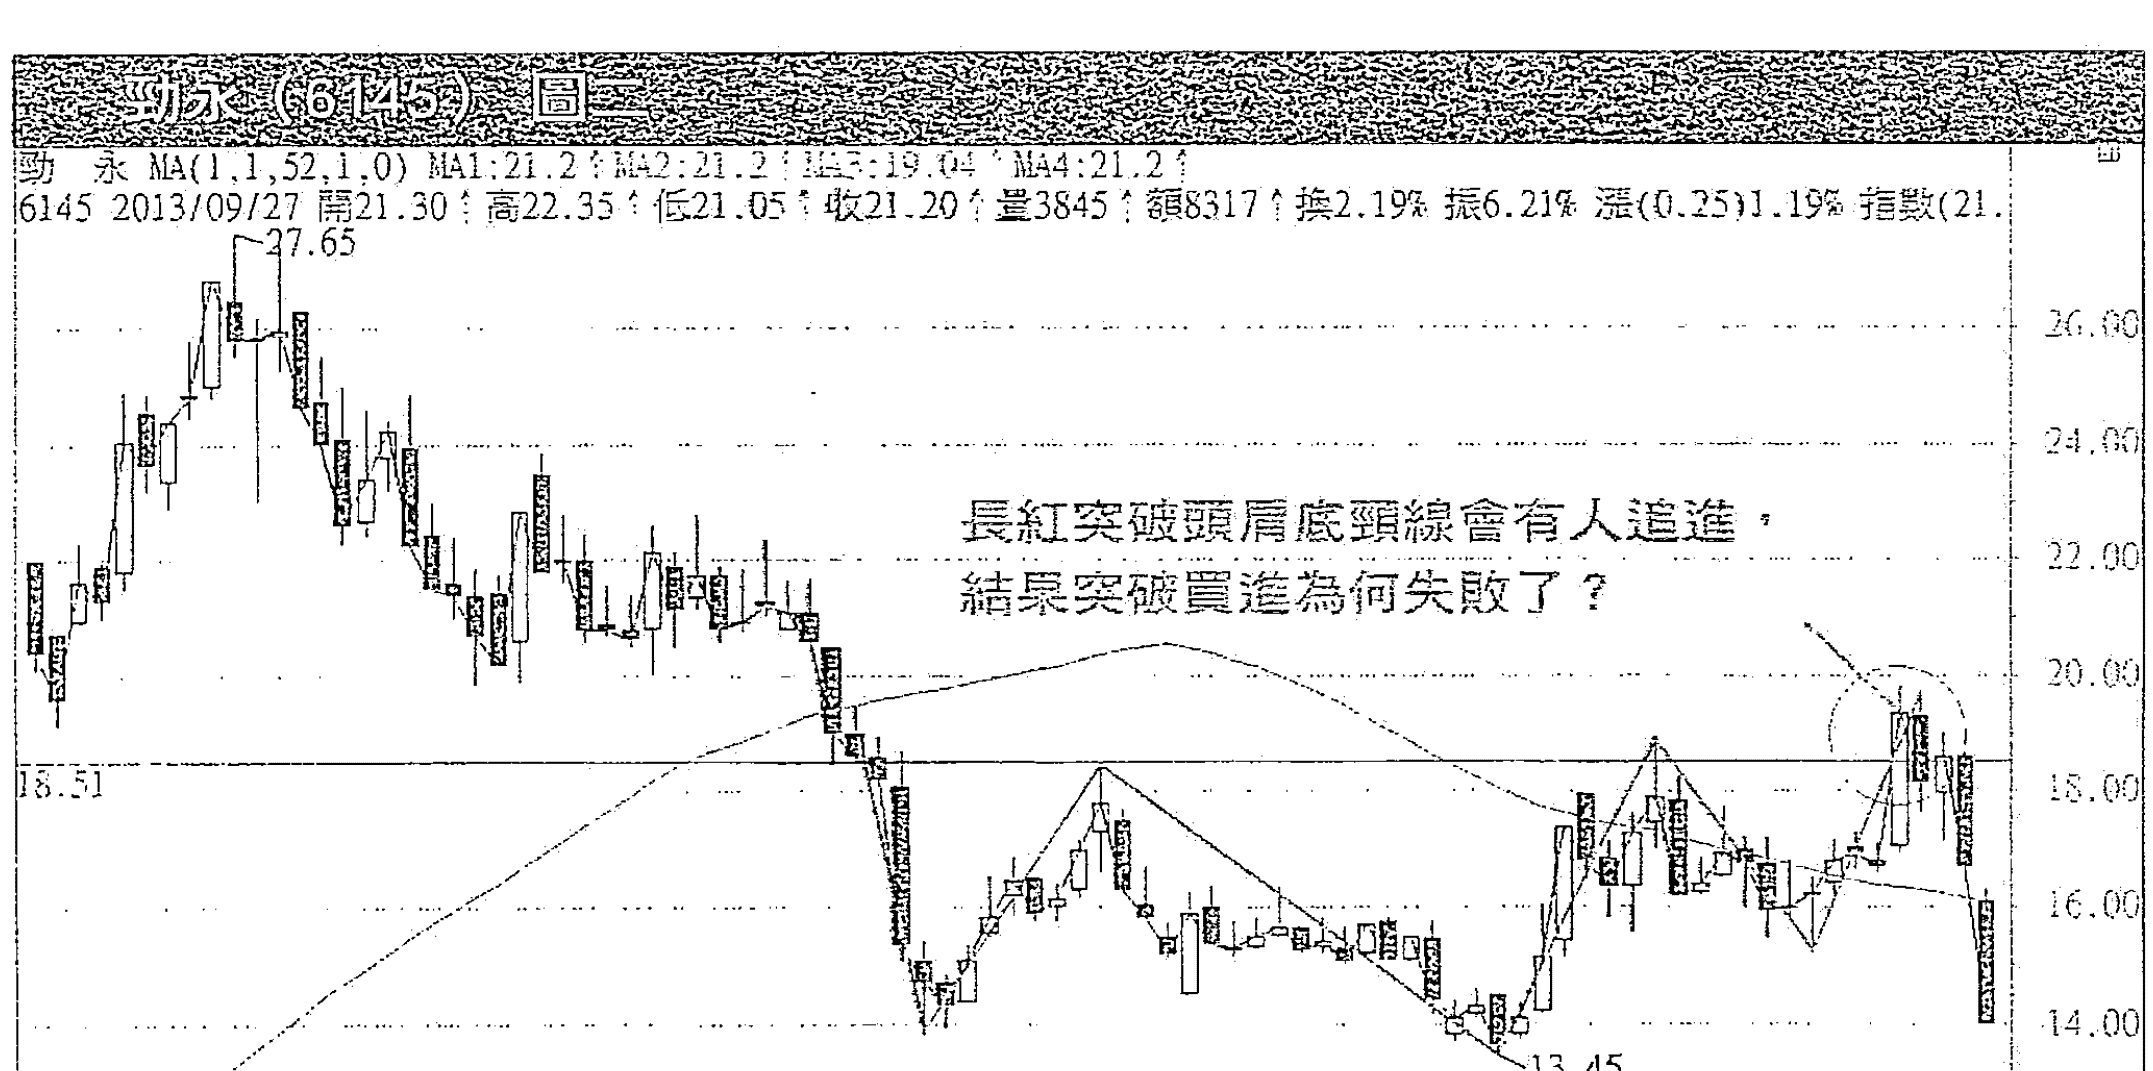 勁永（6145） 圖二
勁 永 MA(1,1,52,1,0) MA1:21.2↑MA2:21.2↑MA3:19.04↑MA4:21.2↑
6145 2013/09/27 開21.30↑高22.35↑低21.05↑收21.20↑量3845↑額8317↑換2.19% 振6.21% 漲(0.25)1.19% 指數(21.
27.65
26.00
24.00
長紅突破頭肩底頸線會有人追進，
22.00
結果突破買進為何失敗了？
20.00
18.51
18.00
16.00
14.00
13.45